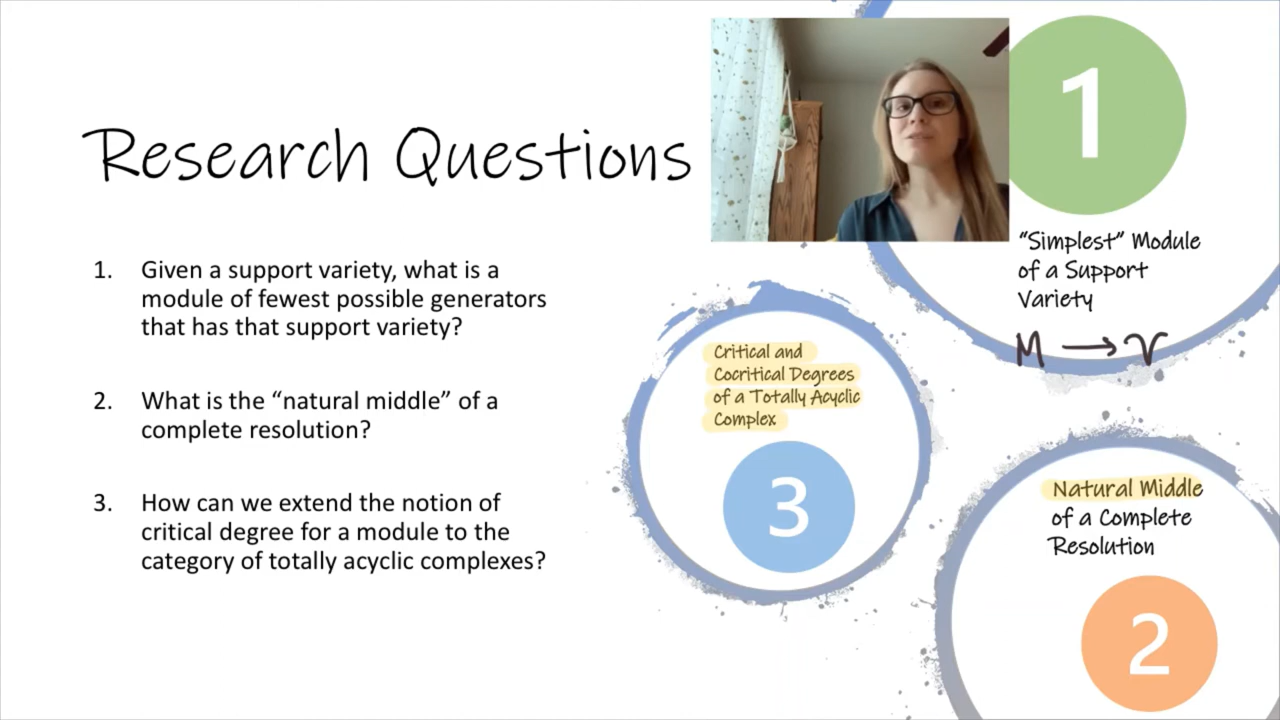 Research Questions
1. Given a support variety, what is a
module of fewest possible generators
that has that support variety?
2. What is the “natural middle” of a
complete resolution?
3. How can we extend the notion of
critical degree for a module to the
category of totally acyclic complexes?
1
“Simplest” Module
of a Support
Variety
M → V
Critical and
Cocritical Degrees
of a Totally Acyclic
Complex
3
Natural Middle
of a Complete
Resolution
2